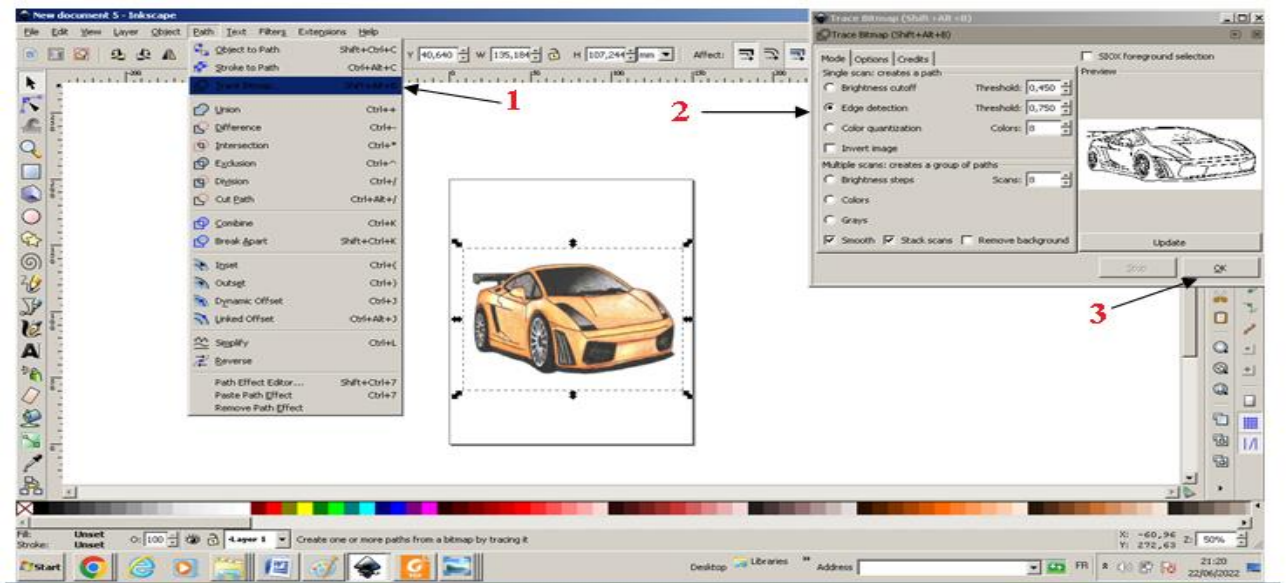 New document 5 - Inkscape
File Edit View Layer Object Path Text Filters Extensions Help
Y 40,640 W 135,184 H 107,244 mm Affect:
Object to Path Shift+Ctrl+C
Stroke to Path Ctrl+Alt+C
Trace Bitmap... Shift+Alt+B
Union Ctrl++
Difference Ctrl+-
Intersection Ctrl+*
Exclusion Ctrl+^
Division Ctrl+/
Cut Path Ctrl+Alt+/
Combine Ctrl+K
Break Apart Shift+Ctrl+K
Inset Ctrl+(
Outset Ctrl+)
Dynamic Offset Ctrl+J
Linked Offset Ctrl+Alt+J
Simplify Ctrl+L
Reverse
Path Effect Editor... Shift+Ctrl+7
Paste Path Effect Ctrl+7
Remove Path Effect
1
2
3
Trace Bitmap (Shift+Alt+B)
Trace Bitmap (Shift+Alt+B)
Mode Options Credits
SIOX foreground selection
Single scan: creates a path
Preview
Brightness cutoff Threshold: 0,450
Edge detection Threshold: 0,750
Color quantization Colors: 8
Invert image
Multiple scans: creates a group of paths
Brightness steps Scans: 8
Colors
Grays
Smooth Stack scans Remove background
Update
Stop OK
Fill: Unset
Stroke: Unset
O: 100
Layer 1
Create one or more paths from a bitmap by tracing it
X: -60,96
Y: 272,63
Z: 50%
Start
Desktop Libraries » Address FR
21:20
22/06/2022